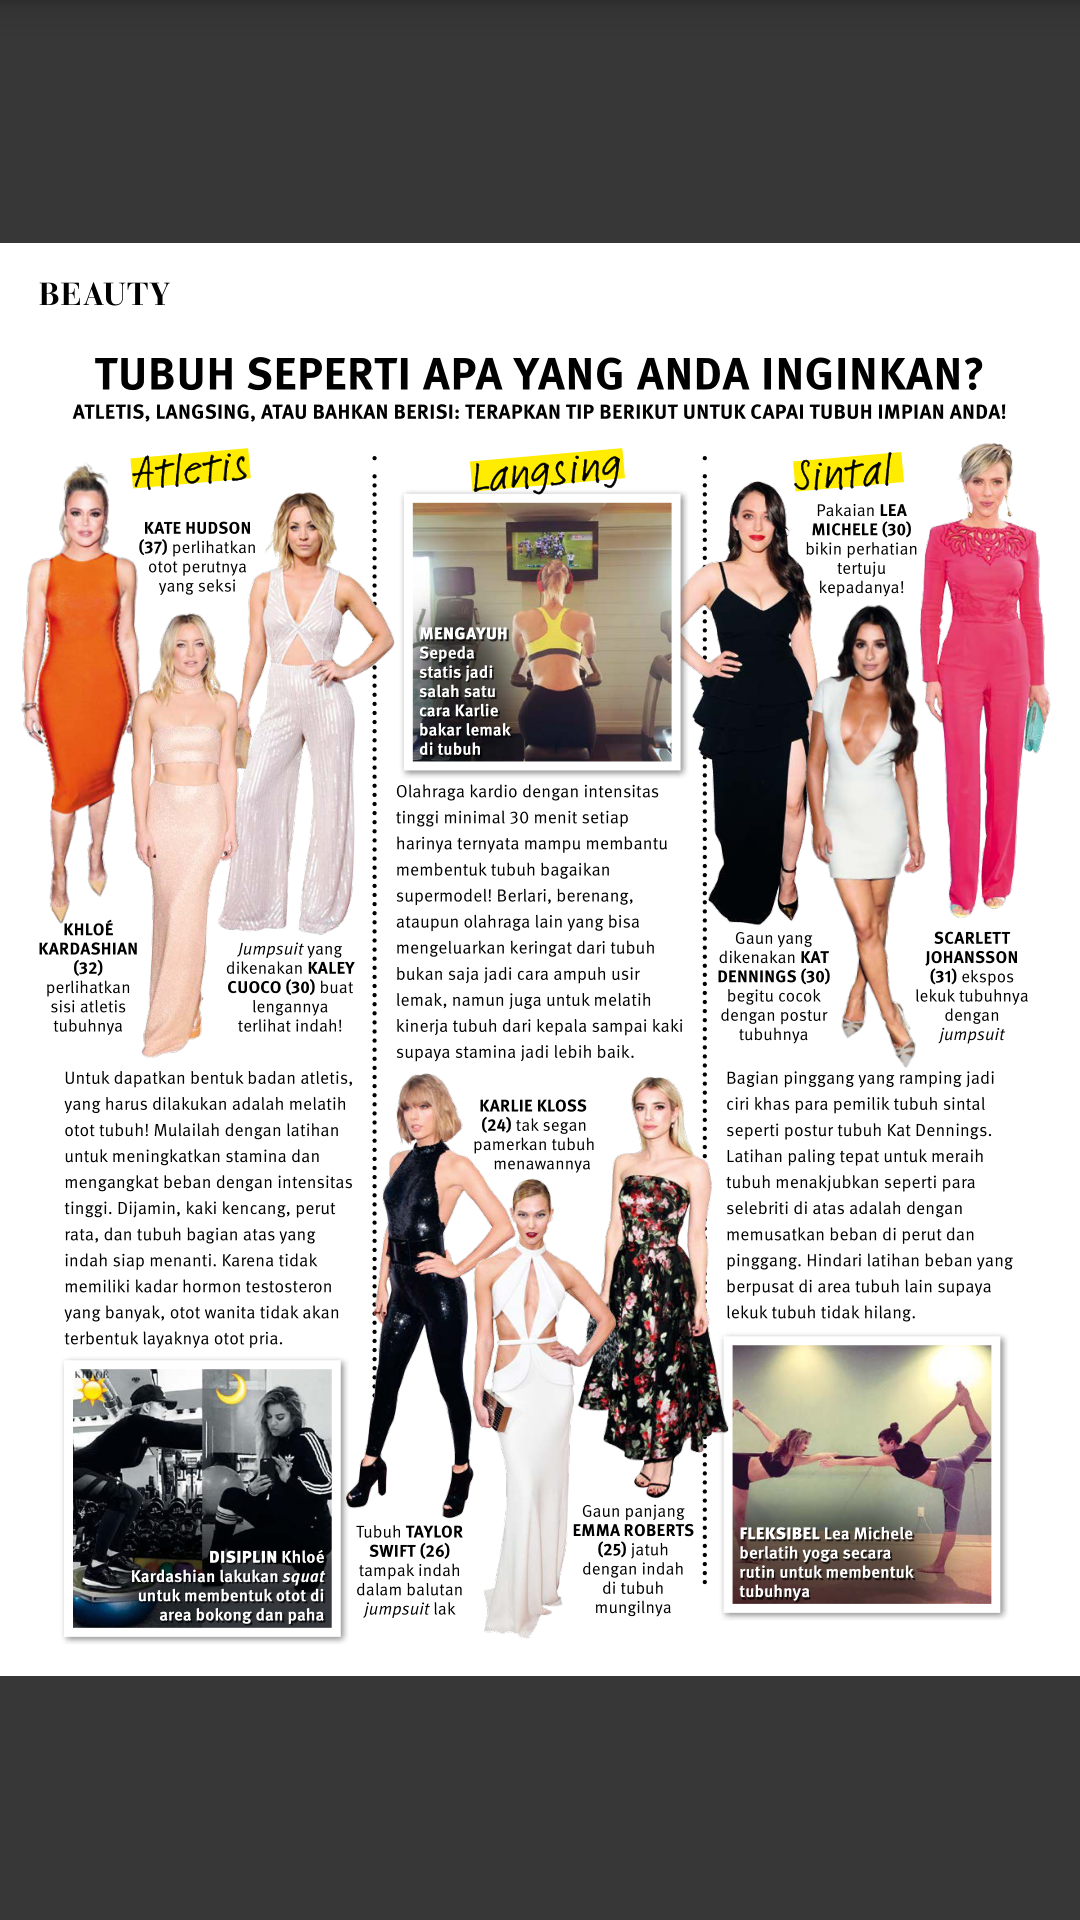 BEAUTY
TUBUH SEPERTI APA YANG ANDA INGINKAN?
ATLETIS, LANGSING, ATAU BAHKAN BERISI: TERAPKAN TIP BERIKUT UNTUK CAPAI TUBUH IMPIAN ANDA!
Atletis
KATE HUDSON
(37) perlihatkan
otot perutnya
yang seksi
KHLOÉ
KARDASHIAN
(32)
perlihatkan
sisi atletis
tubuhnya
Jumpsuit yang
dikenakan KALEY
CUOCO (30) buat
lengannya
terlihat indah!
Untuk dapatkan bentuk badan atletis,
yang harus dilakukan adalah melatih
otot tubuh! Mulailah dengan latihan
untuk meningkatkan stamina dan
mengangkat beban dengan intensitas
tinggi. Dijamin, kaki kencang, perut
rata, dan tubuh bagian atas yang
indah siap menanti. Karena tidak
memiliki kadar hormon testosteron
yang banyak, otot wanita tidak akan
terbentuk layaknya otot pria.
DISIPLIN Khloé
Kardashian lakukan squat
untuk membentuk otot di
area bokong dan paha
Langsing
MENGAYUH
Sepeda
statis jadi
salah satu
cara Karlie
bakar lemak
di tubuh
Olahraga kardio dengan intensitas
tinggi minimal 30 menit setiap
harinya ternyata mampu membantu
membentuk tubuh bagaikan
supermodel! Berlari, berenang,
ataupun olahraga lain yang bisa
mengeluarkan keringat dari tubuh
bukan saja jadi cara ampuh usir
lemak, namun juga untuk melatih
kinerja tubuh dari kepala sampai kaki
supaya stamina jadi lebih baik.
KARLIE KLOSS
(24) tak segan
pamerkan tubuh
menawannya
Tubuh TAYLOR
SWIFT (26)
tampak indah
dalam balutan
jumpsuit lak
Gaun panjang
EMMA ROBERTS
(25) jatuh
dengan indah
di tubuh
mungilnya
Sintal
Pakaian LEA
MICHELE (30)
bikin perhatian
tertuju
kepadanya!
Gaun yang
dikenakan KAT
DENNINGS (30)
begitu cocok
dengan postur
tubuhnya
SCARLETT
JOHANSSON
(31) ekspos
lekuk tubuhnya
dengan
jumpsuit
Bagian pinggang yang ramping jadi
ciri khas para pemilik tubuh sintal
seperti postur tubuh Kat Dennings.
Latihan paling tepat untuk meraih
tubuh menakjubkan seperti para
selebriti di atas adalah dengan
memusatkan beban di perut dan
pinggang. Hindari latihan beban yang
berpusat di area tubuh lain supaya
lekuk tubuh tidak hilang.
FLEKSIBEL Lea Michele
berlatih yoga secara
rutin untuk membentuk
tubuhnya